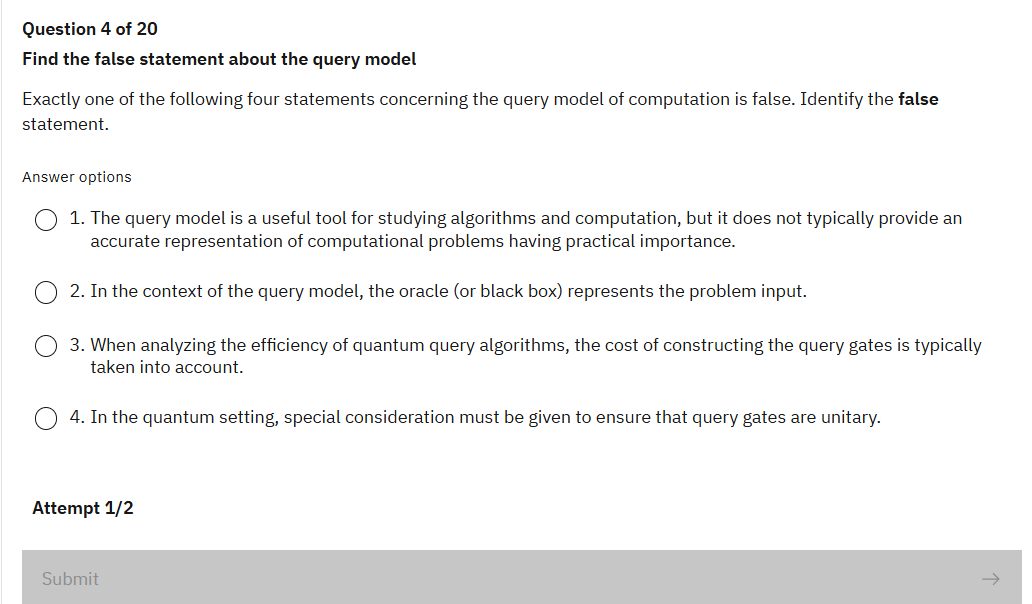 Question 4 of 20
Find the false statement about the query model
Exactly one of the following four statements concerning the query model of computation is false. Identify the false
statement.
Answer options
1. The query model is a useful tool for studying algorithms and computation, but it does not typically provide an
accurate representation of computational problems having practical importance.
2. In the context of the query model, the oracle (or black box) represents the problem input.
3. When analyzing the efficiency of quantum query algorithms, the cost of constructing the query gates is typically
taken into account.
4. In the quantum setting, special consideration must be given to ensure that query gates are unitary.
Attempt 1/2
Submit